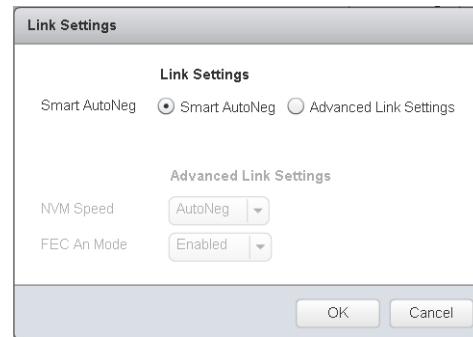 Link Settings
Link Settings
Smart AutoNeg Smart AutoNeg Advanced Link Settings
Advanced Link Settings
NVM Speed AutoNeg
FEC An Mode Enabled
OK Cancel